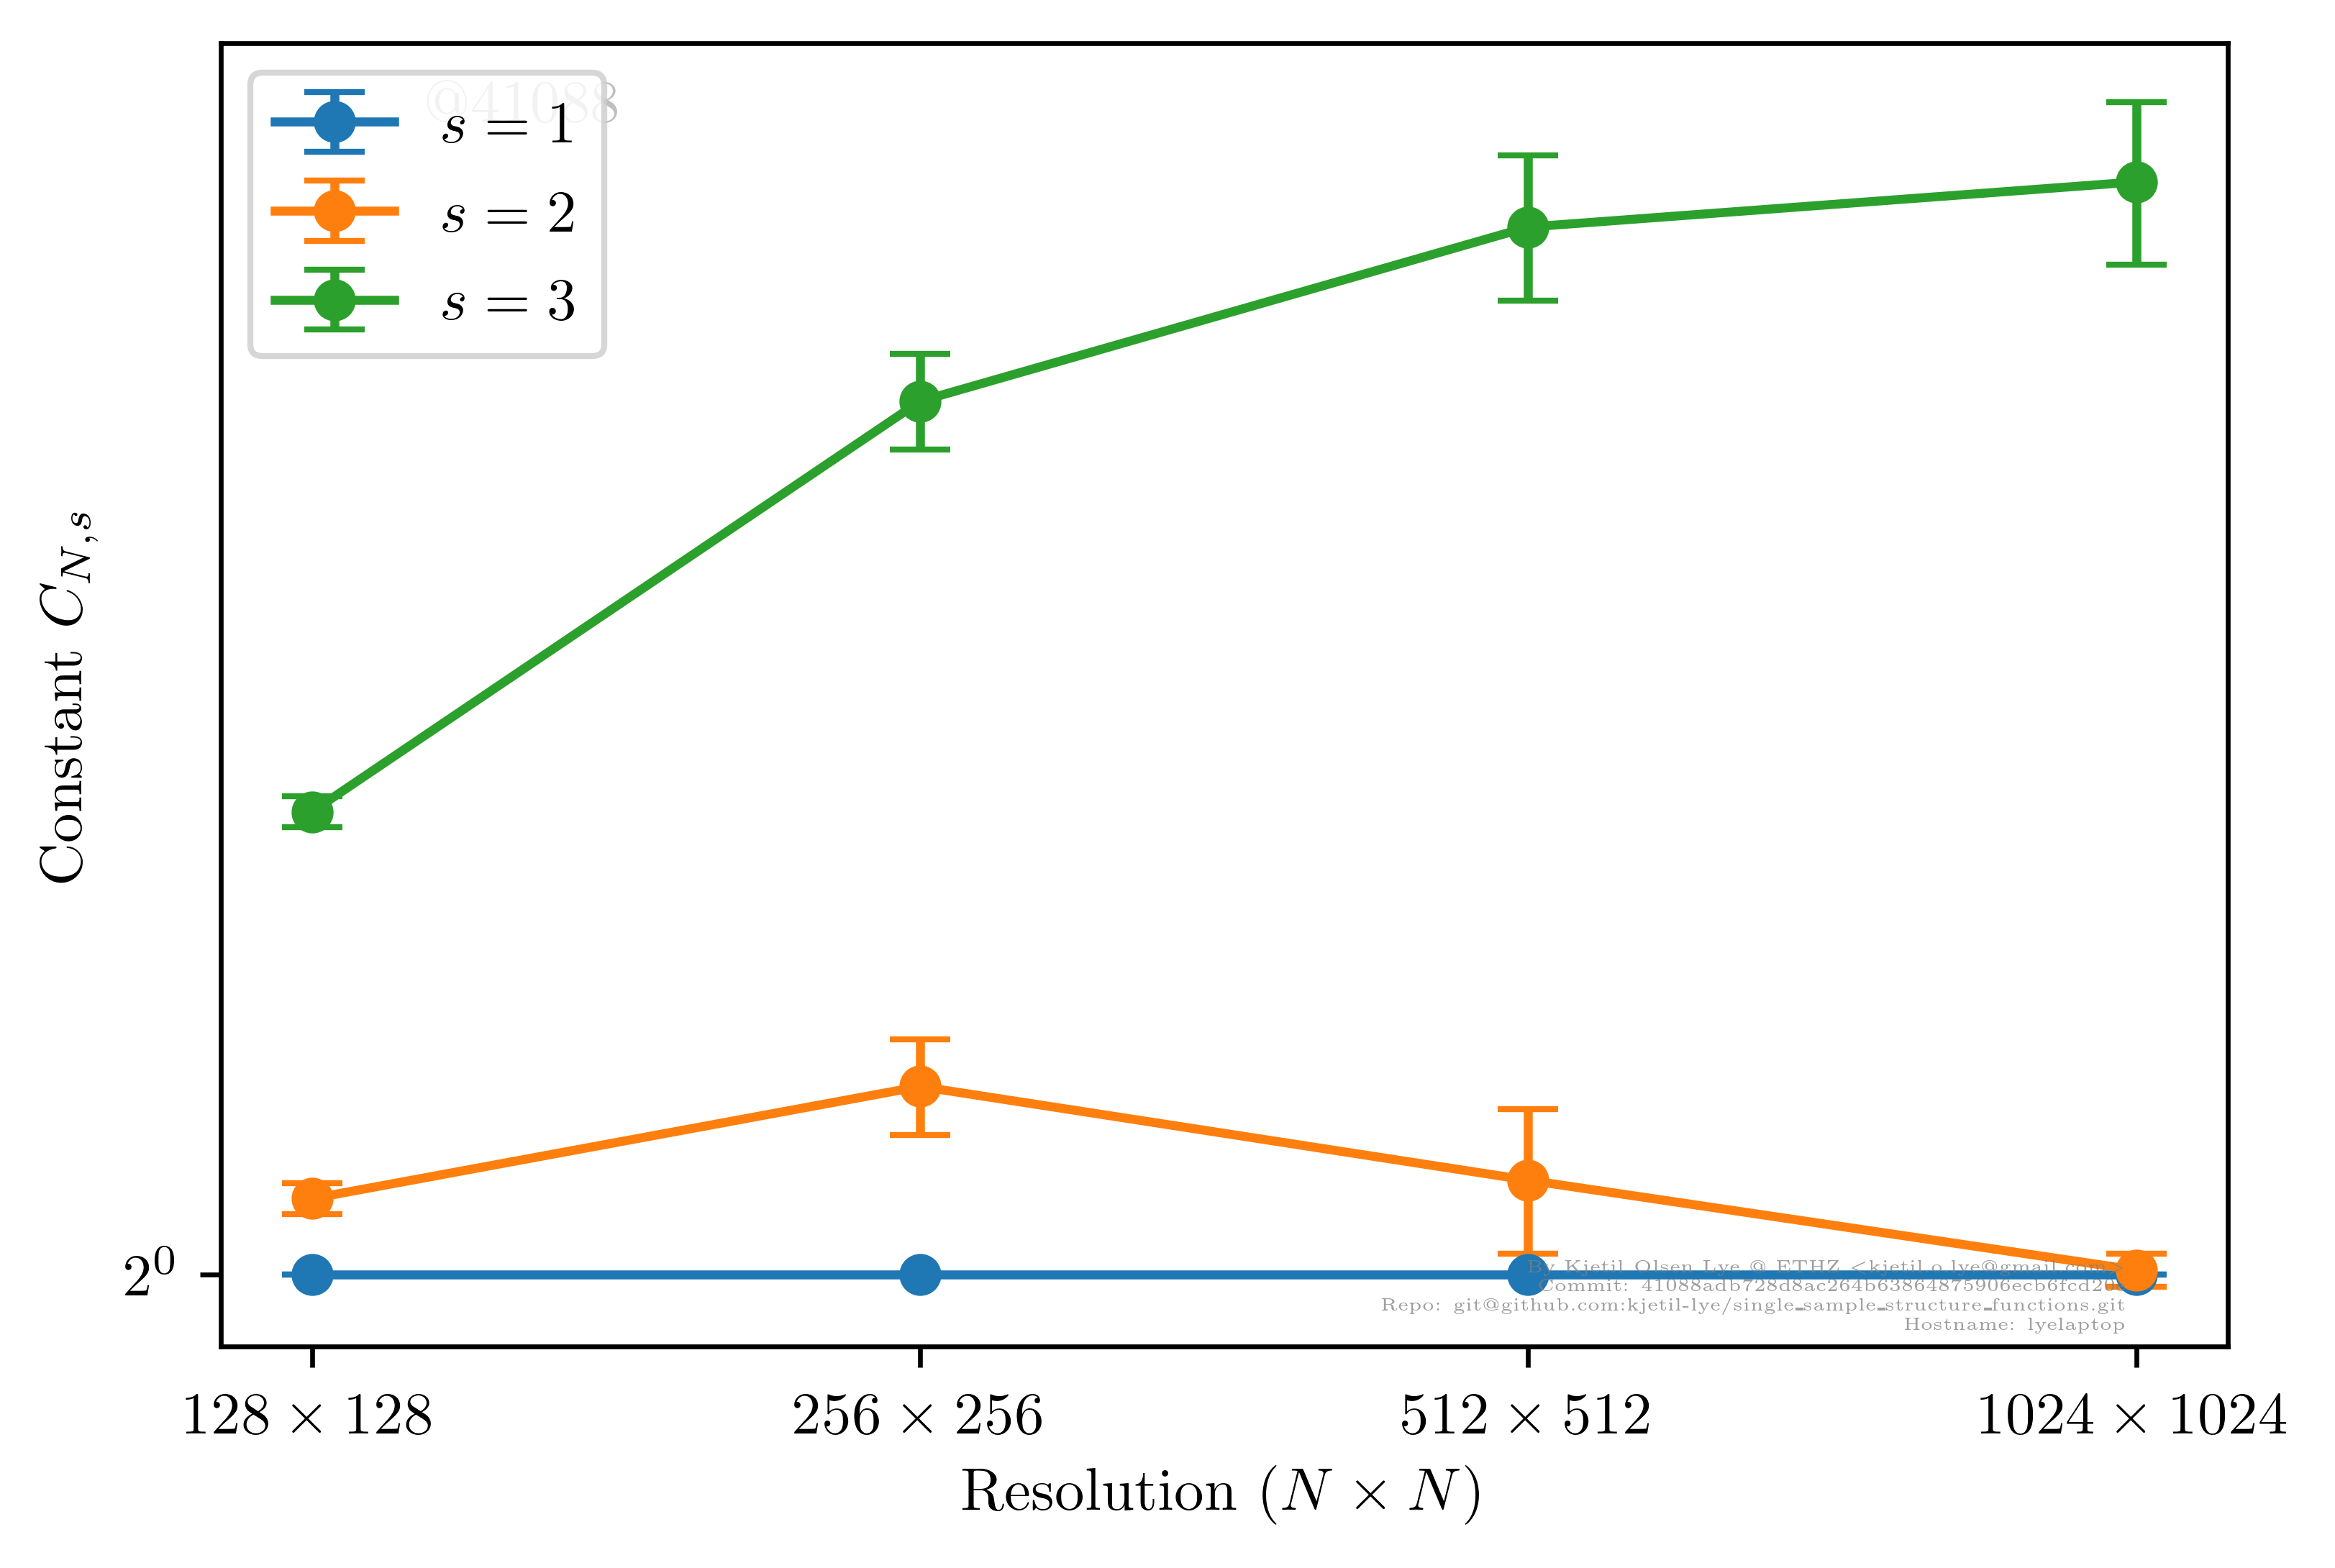 @41088
s = 1
s = 2
s = 3
Constant C_{N,s}
2^0
By Kjetil Olsen Lye @ ETHZ <kjetil.o.lye@gmail.com>
Commit: 41088adb728d8ac264b63864875906ecb6fcd20
Repo: git@github.com:kjetil-lye/single_sample_structure_functions.git
Hostname: lyelaptop
128 × 128
256 × 256
512 × 512
1024 × 1024
Resolution (N × N)